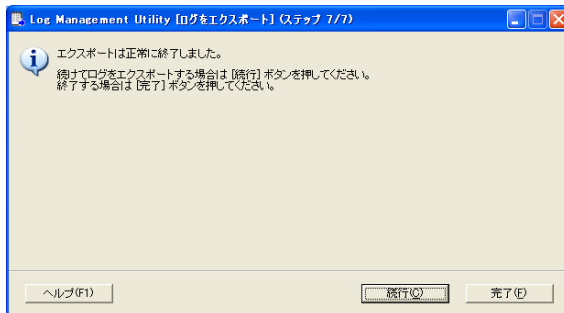 Log Management Utility [ログをエクスポート] (ステップ 7/7)
エクスポートは正常に終了しました。
続けてログをエクスポートする場合は [続行] ボタンを押してください。
終了する場合は [完了] ボタンを押してください。
ヘルプ(F1)
続行(C)
完了(F)